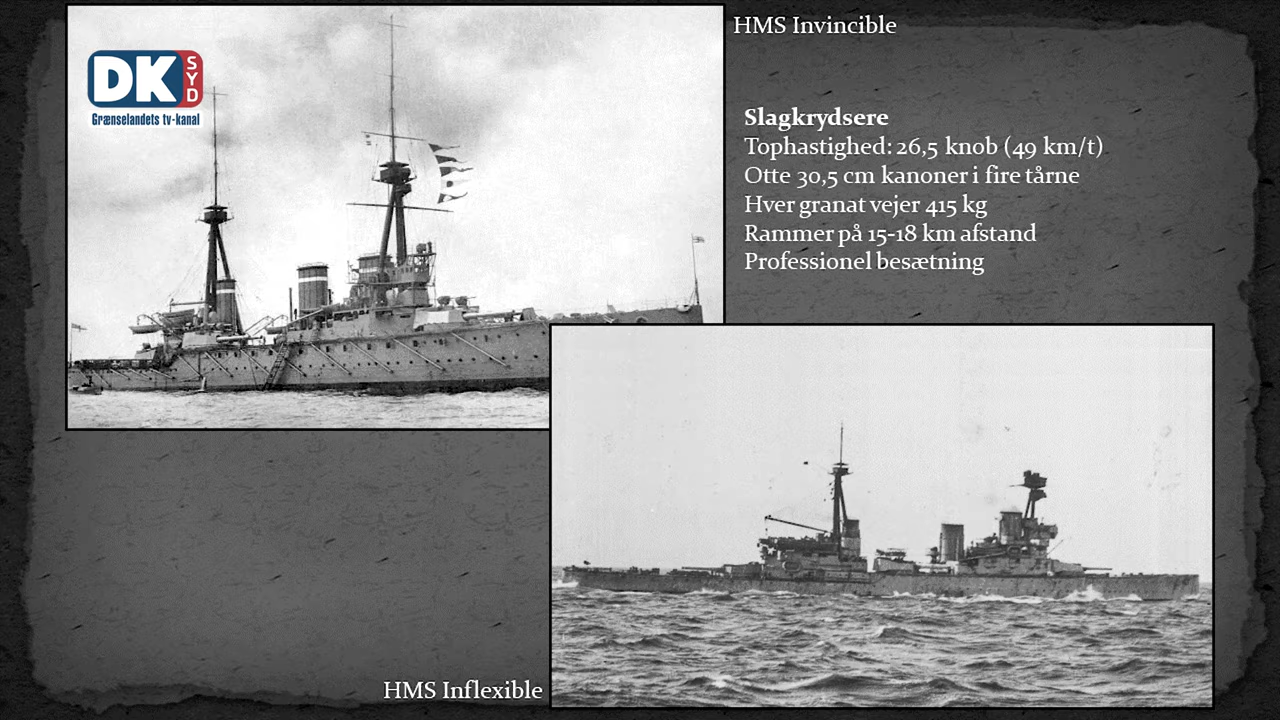 HMS Invincible
DK
SYD
Grænselandets tv-kanal
Slagkrydsere
Tophastighed: 26,5 knob (49 km/t)
Otte 30,5 cm kanoner i fire tårne
Hver granat vejer 415 kg
Rammer på 15-18 km afstand
Professionel besætning
HMS Inflexible